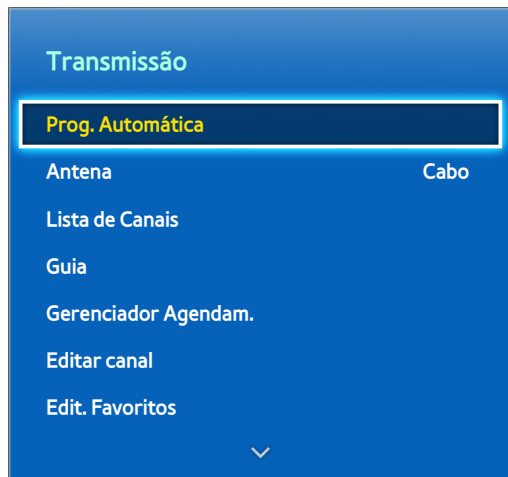 Transmissão
Prog. Automática
Antena Cabo
Lista de Canais
Guia
Gerenciador Agendam.
Editar canal
Edit. Favoritos